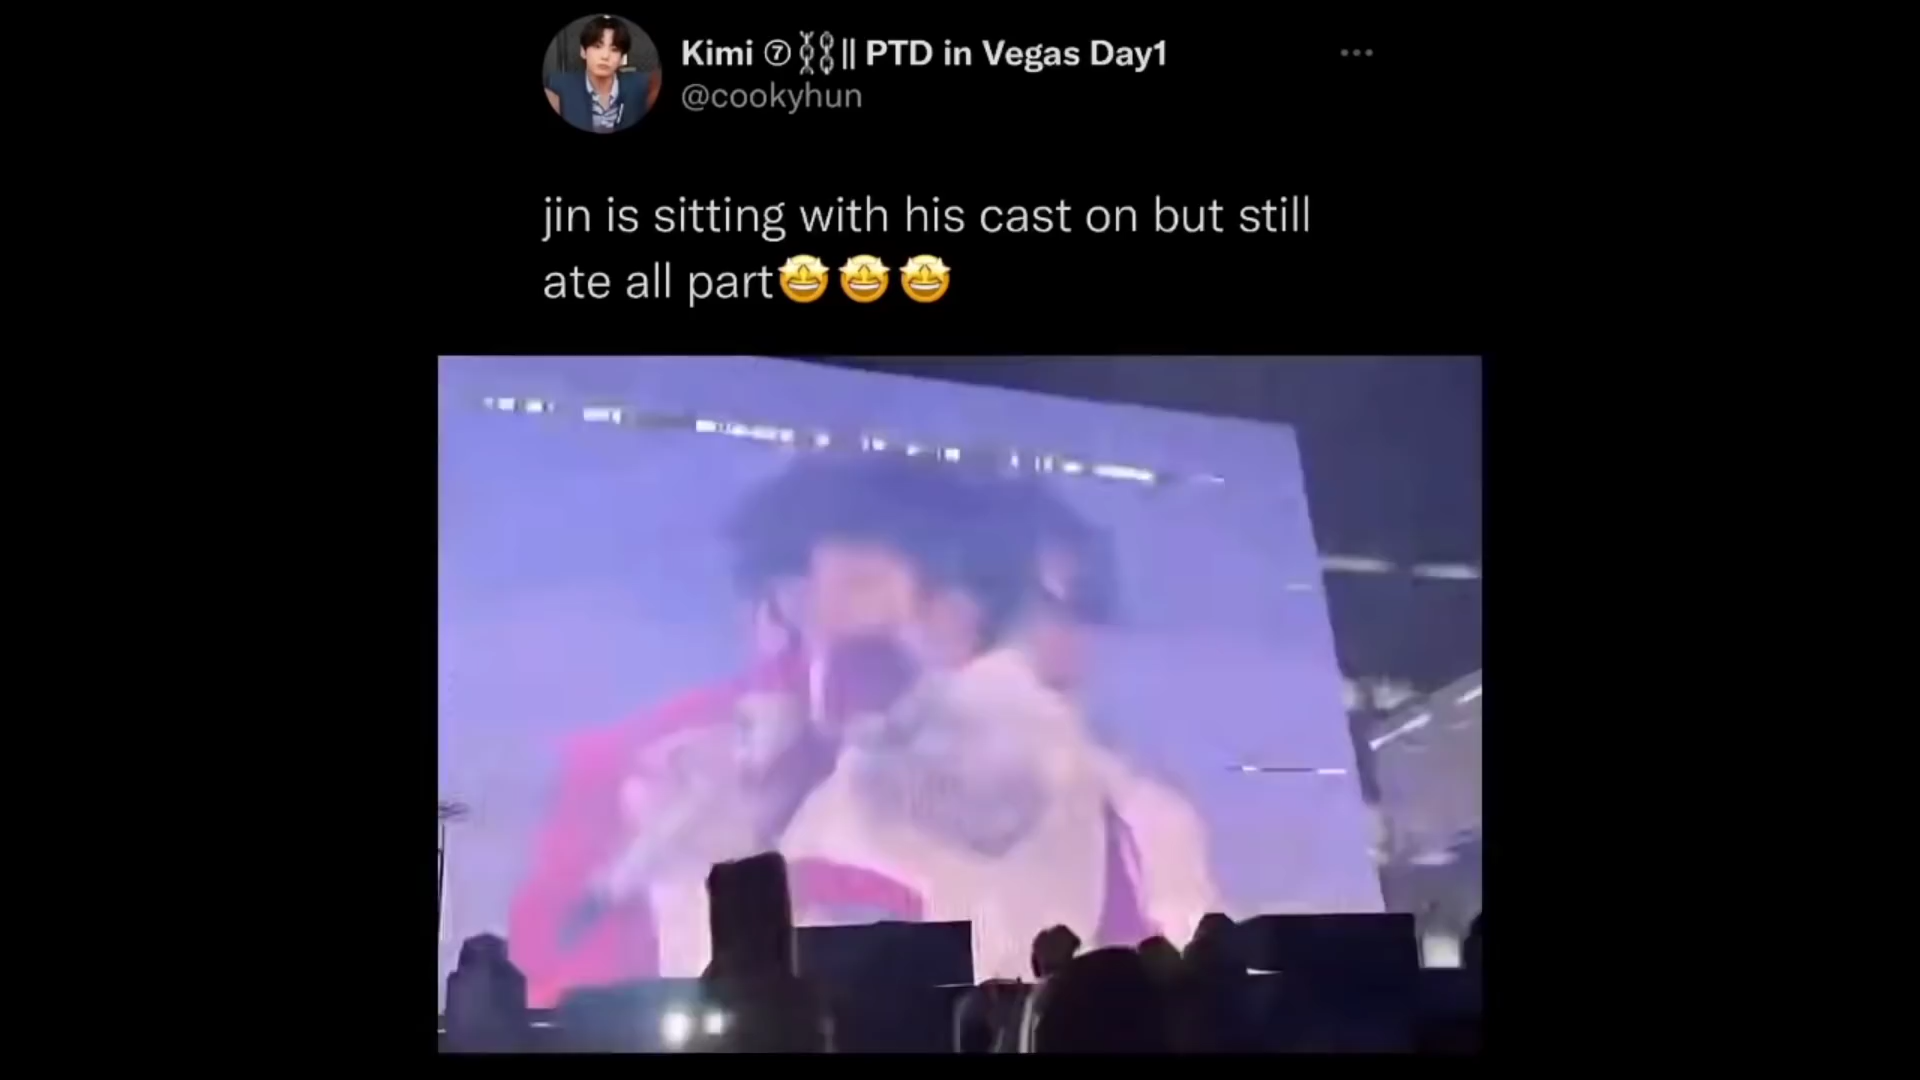 Kimi ⑦⛓️⛓️|| PTD in Vegas Day1
@cookyhun
jin is sitting with his cast on but still
ate all part🤩🤩🤩